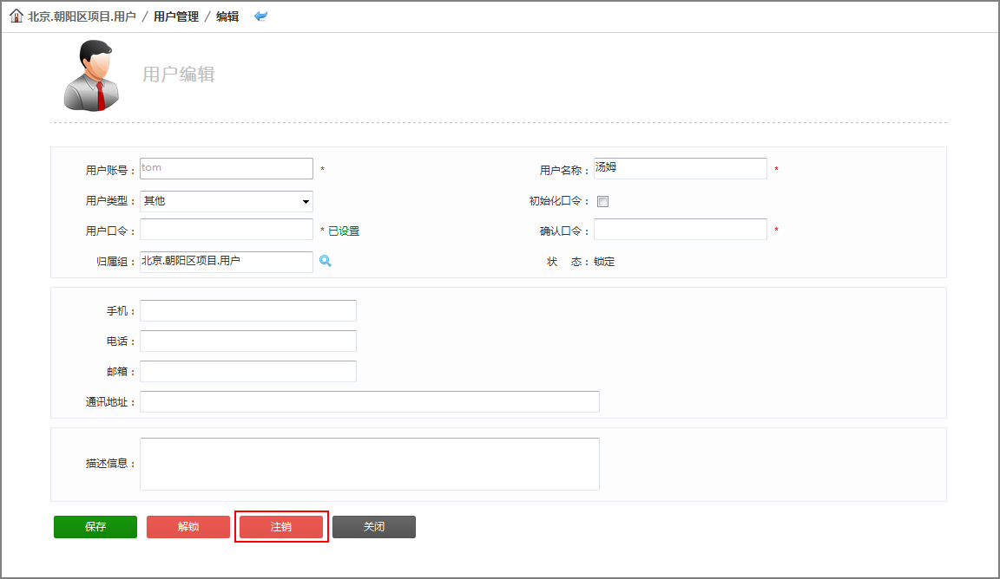 北京.朝阳区项目.用户 / 用户管理 / 编辑
用户编辑
用户账号： tom * 用户名称： 汤姆 *
用户类型： 其他 初始化口令：
用户口令： * 已设置 确认口令： *
归属组： 北京.朝阳区项目.用户 状 态： 锁定
手机：
电话：
邮箱：
通讯地址：
描述信息：
保存 解锁 注销 关闭